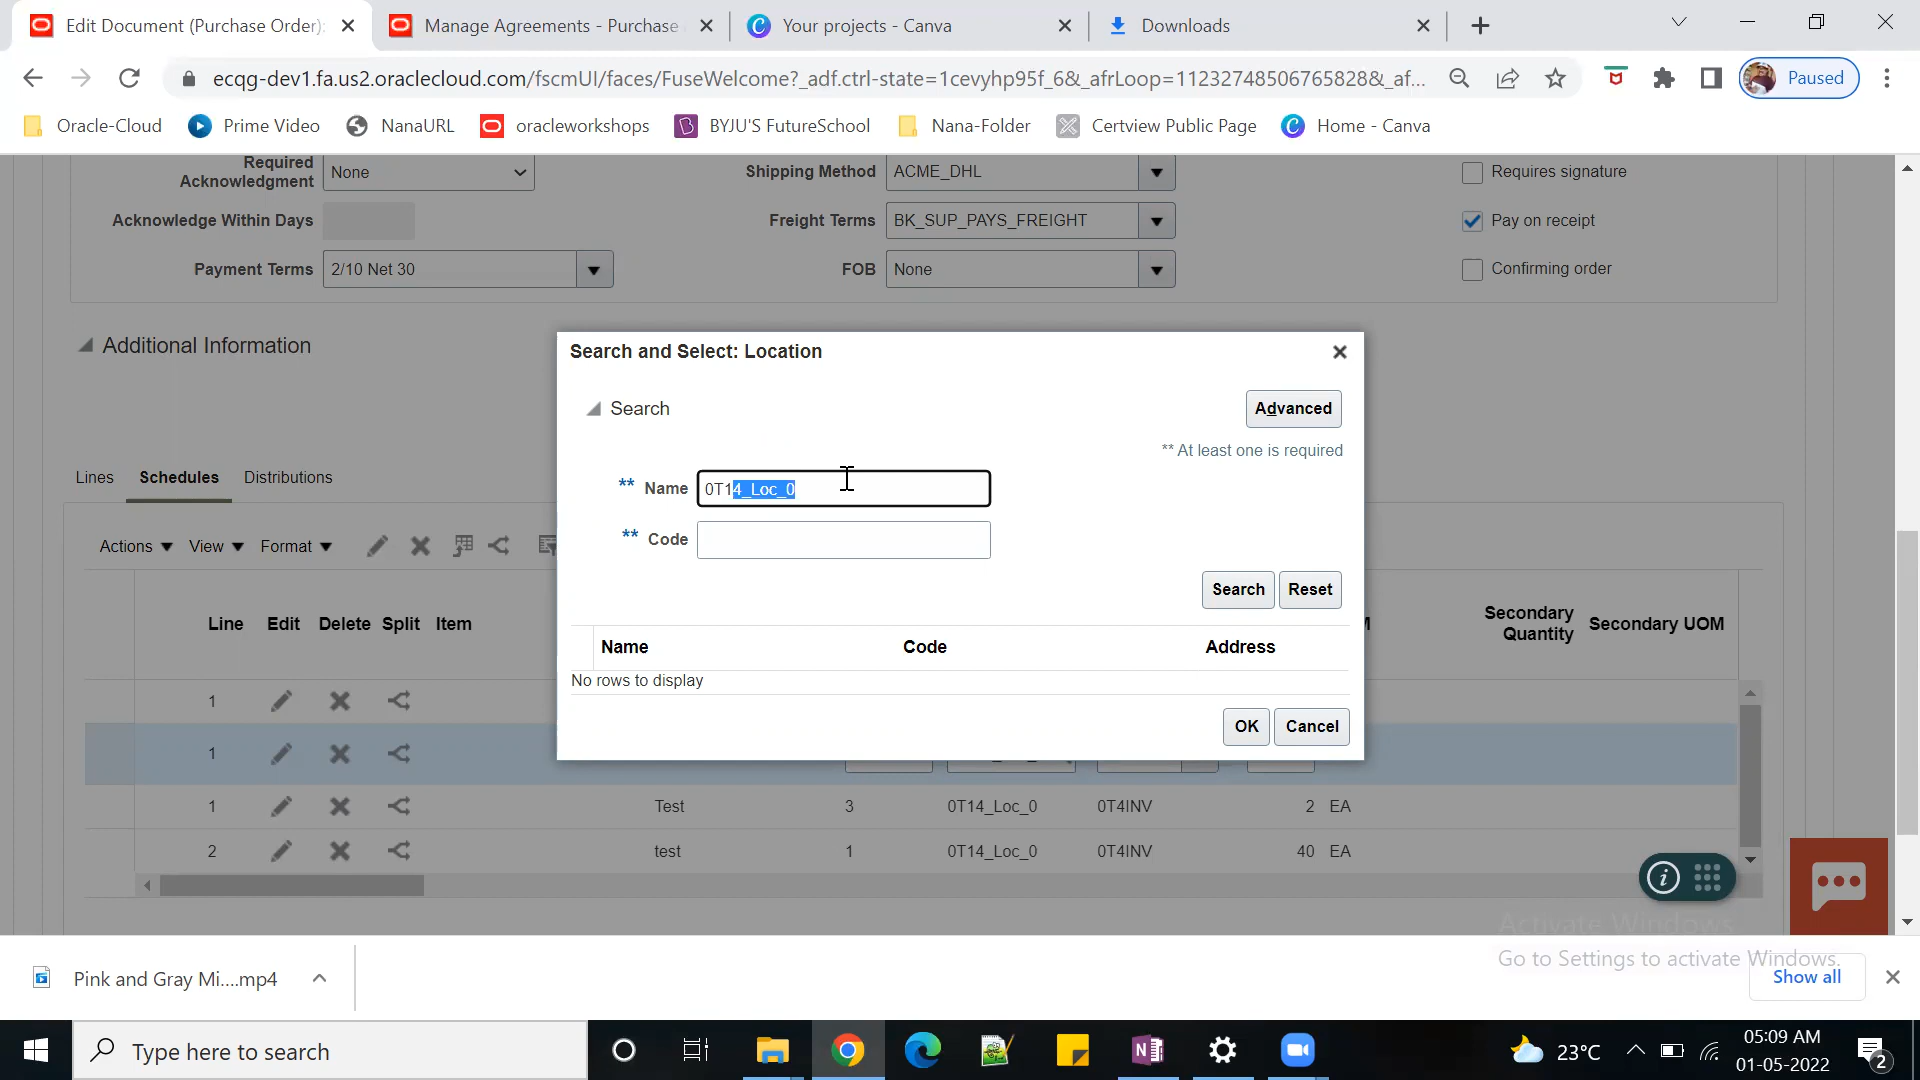 Edit Document (Purchase Order):
Manage Agreements - Purchase
Your projects - Canva
Downloads
ecqg-dev1.fa.us2.oraclecloud.com/fscmUI/faces/FuseWelcome?_adf.ctrl-state=1cevyhp95f_6&_afrLoop=11232748506765828&_af...
Paused
Oracle-Cloud
Prime Video
NanaURL
oracleworkshops
BYJU'S FutureSchool
Nana-Folder
Certview Public Page
Home - Canva
Required Acknowledgment
None
Shipping Method
ACME_DHL
Requires signature
Acknowledge Within Days
Freight Terms
BK_SUP_PAYS_FREIGHT
Pay on receipt
Payment Terms
2/10 Net 30
FOB
None
Confirming order
Additional Information
Search and Select: Location
Search
Advanced
** At least one is required
** Name
0T14_Loc_0
** Code
Search
Reset
Name
Code
Address
No rows to display
OK
Cancel
Lines
Schedules
Distributions
Actions
View
Format
Line
Edit
Delete
Split
Item
Secondary Quantity
Secondary UOM
1
1
1
Test
3
0T14_Loc_0
0T4INV
2
EA
2
test
1
0T14_Loc_0
0T4INV
40
EA
Activate Windows
Go to Settings to activate Windows.
Pink and Gray Mi....mp4
Show all
Type here to search
23°C
05:09 AM
01-05-2022
2